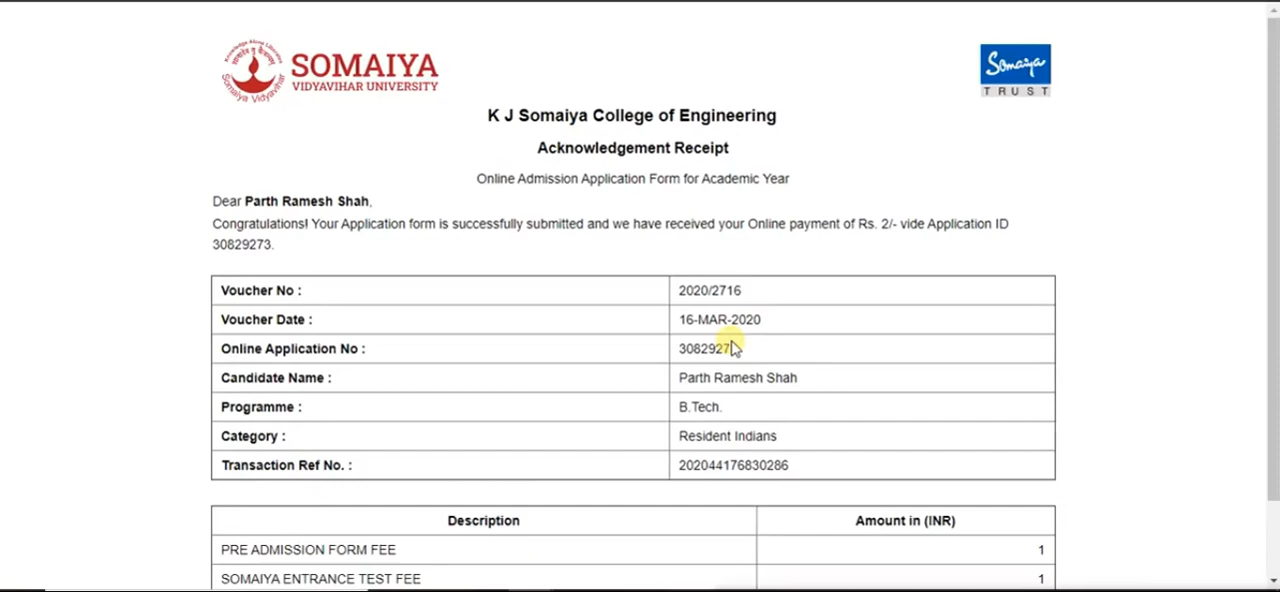 SOMAIYA
VIDYAVIHAR UNIVERSITY
Somaiya
TRUST
K J Somaiya College of Engineering
Acknowledgement Receipt
Online Admission Application Form for Academic Year
Dear Parth Ramesh Shah,
Congratulations! Your Application form is successfully submitted and we have received your Online payment of Rs. 2/- vide Application ID
30829273.
Voucher No : 2020/2716
Voucher Date : 16-MAR-2020
Online Application No :
Candidate Name : Parth Ramesh Shah
Programme : B.Tech.
Category : Resident Indians
Transaction Ref No. : 202044176830286
Description Amount in (INR)
PRE ADMISSION FORM FEE 1
SOMAIYA ENTRANCE TEST FEE 1